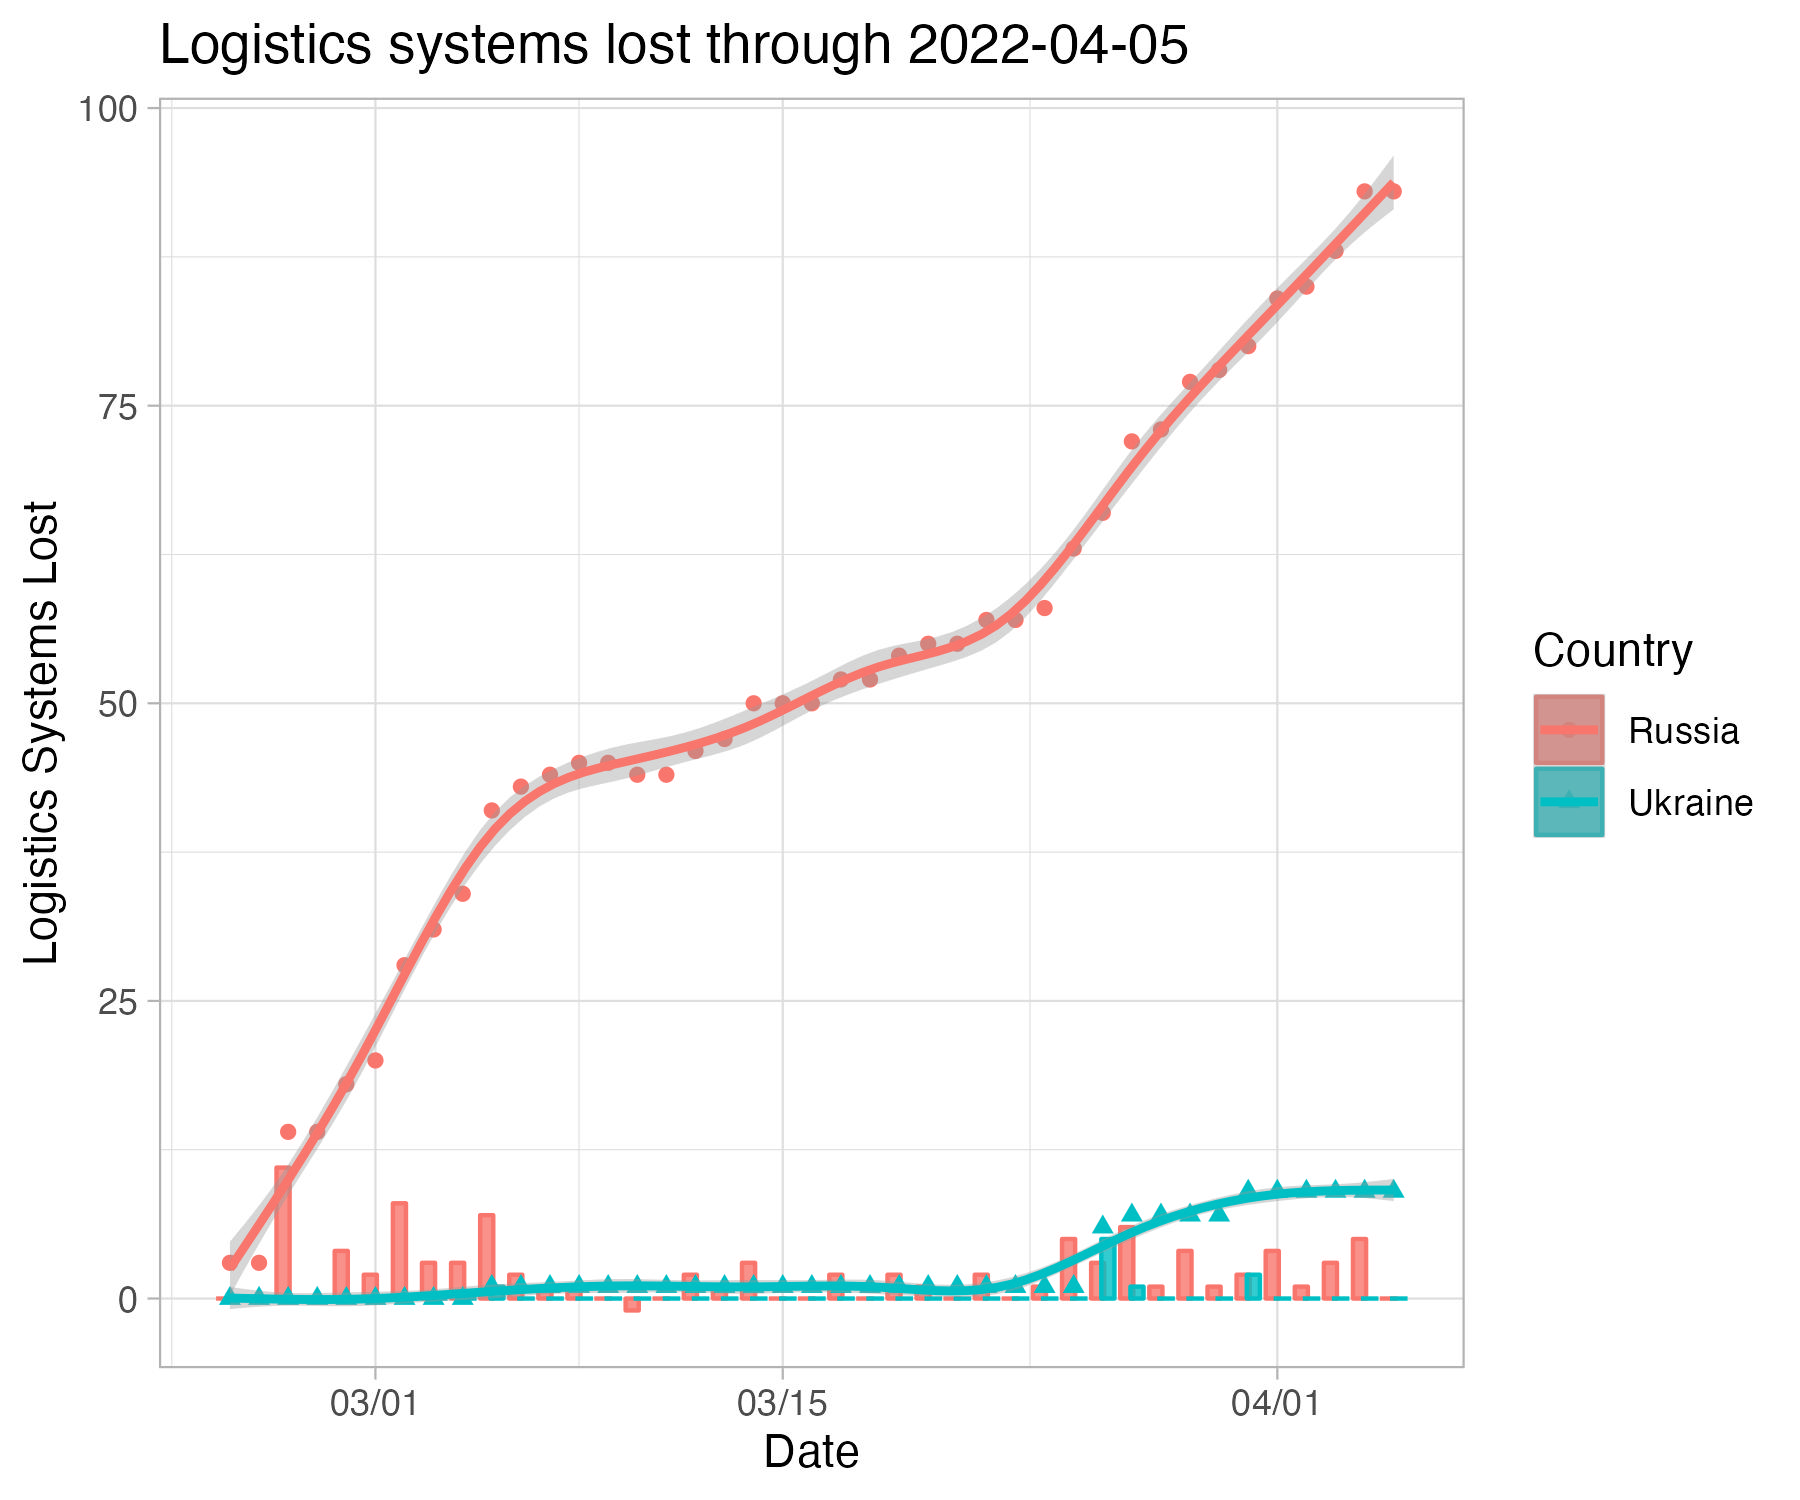 Logistics systems lost through 2022-04-05
Logistics Systems Lost
100
75
50
25
0
03/01
03/15
04/01
Date
Country
Russia
Ukraine